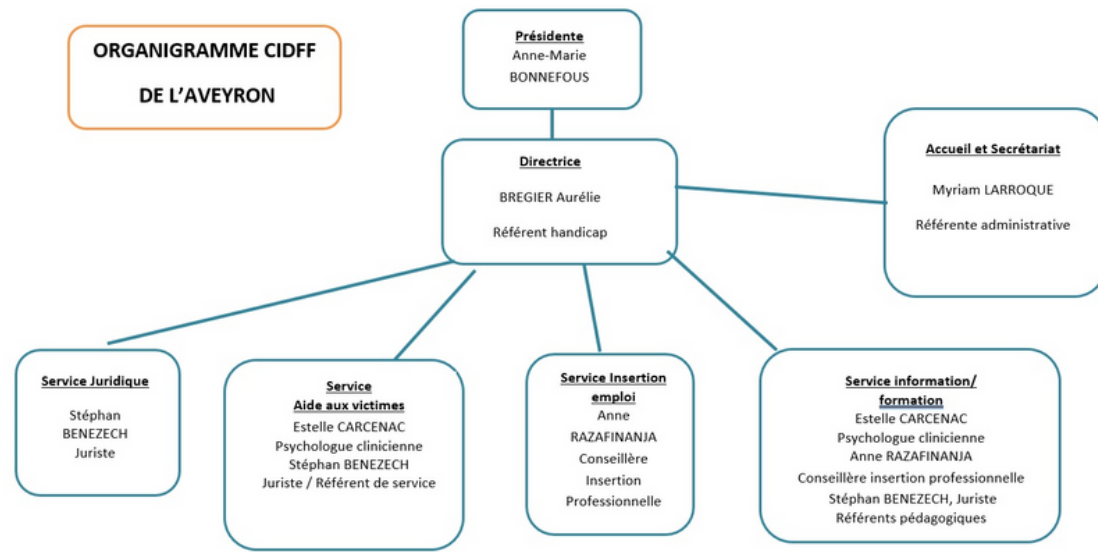 ORGANIGRAMME CIDFF
DE L’AVEYRON
Présidente
Anne-Marie
BONNEFOUS
Directrice
BREGIER Aurélie
Référent handicap
Accueil et Secrétariat
Myriam LARROQUE
Référente administrative
Service Juridique
Stéphan
BENEZECH
Juriste
Service
Aide aux victimes
Estelle CARCENAC
Psychologue clinicienne
Stéphan BENEZECH
Juriste / Référent de service
Service Insertion
emploi
Anne
RAZAFINANJA
Conseillère
Insertion
Professionnelle
Service information/
formation
Estelle CARCENAC
Psychologue clinicienne
Anne RAZAFINANJA
Conseillère insertion professionnelle
Stéphan BENEZECH, Juriste
Référents pédagogiques